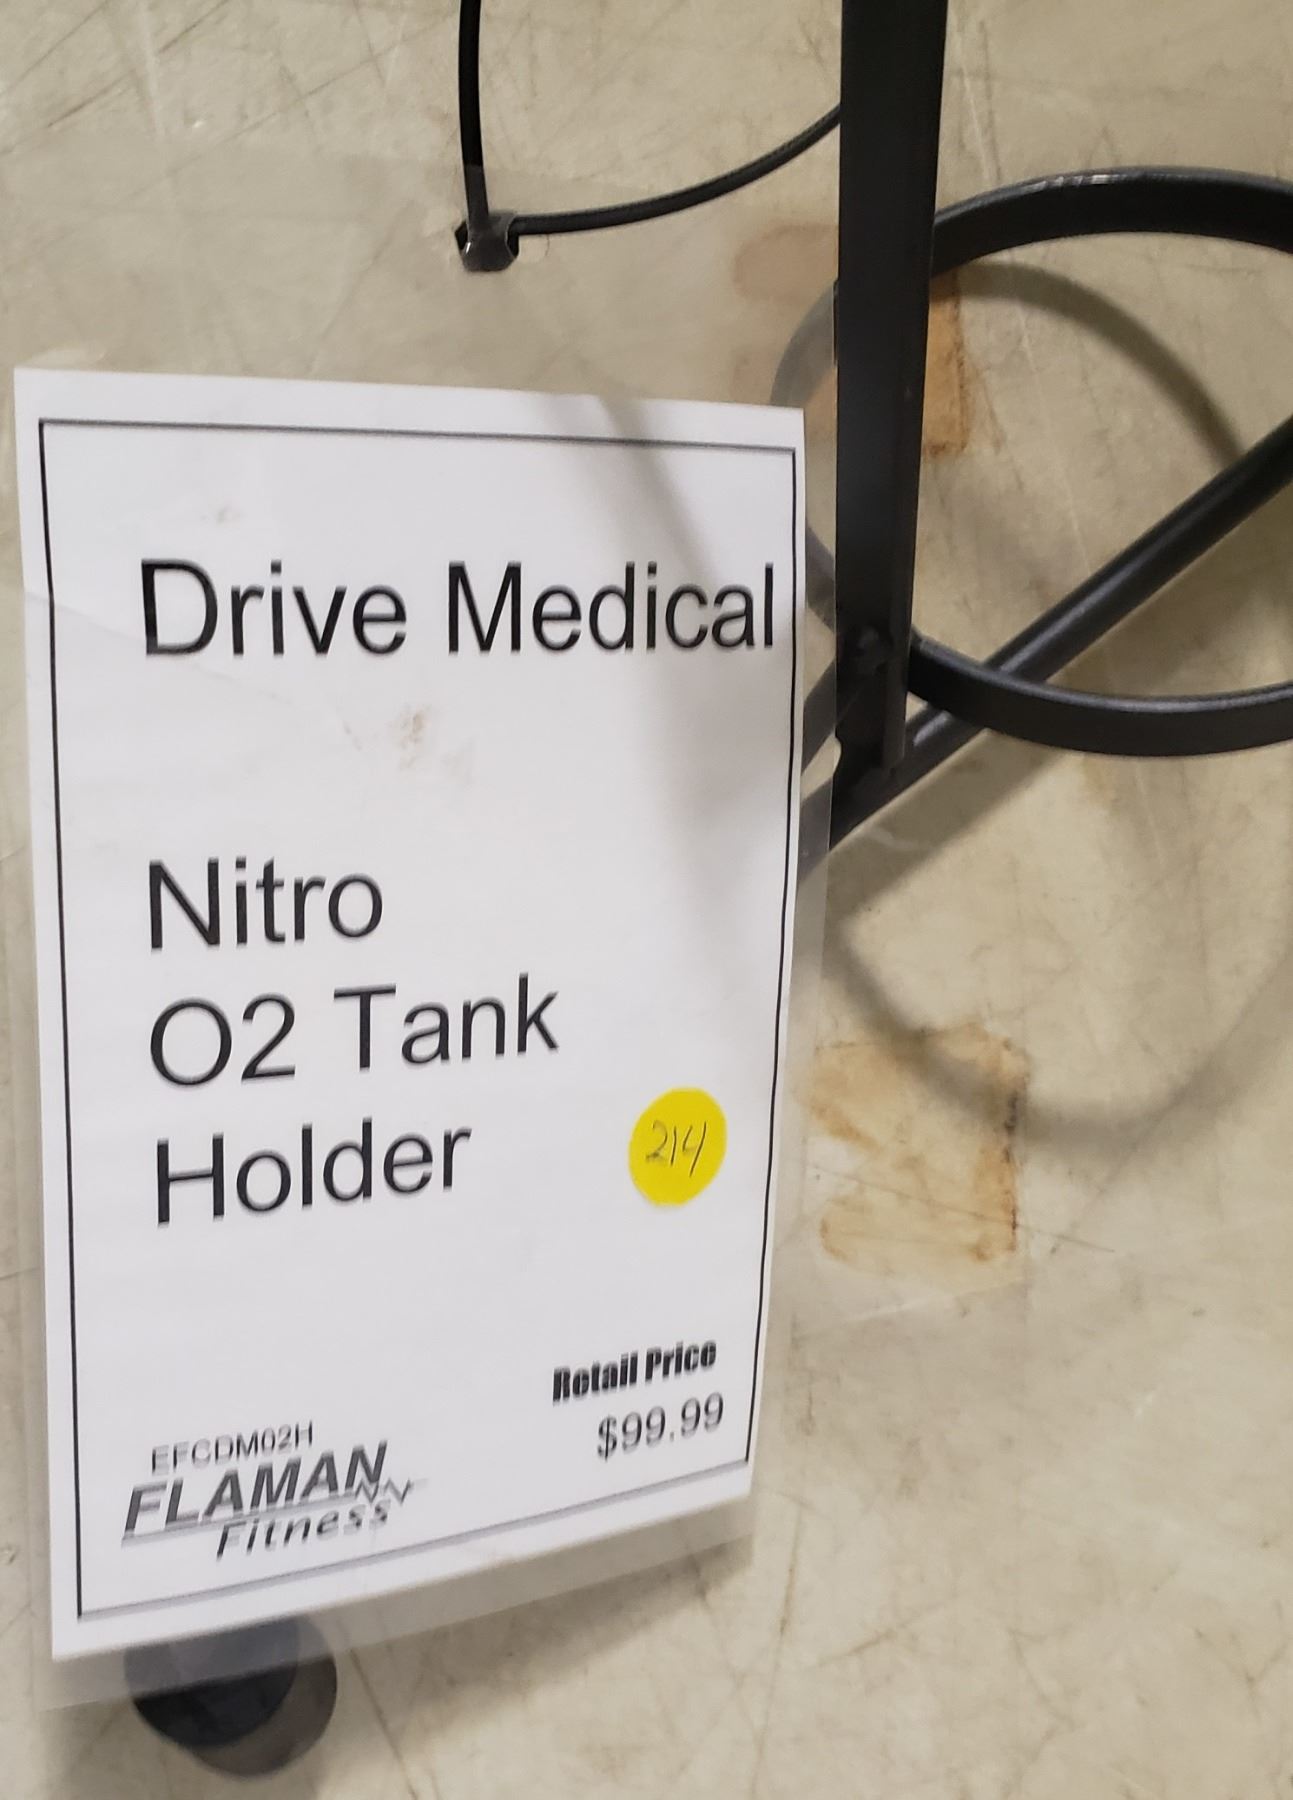 Drive Medical
Nitro
O2 Tank
Holder
214
Retail Price
$99.99
EFCDM02H
FLAMAN
Fitness